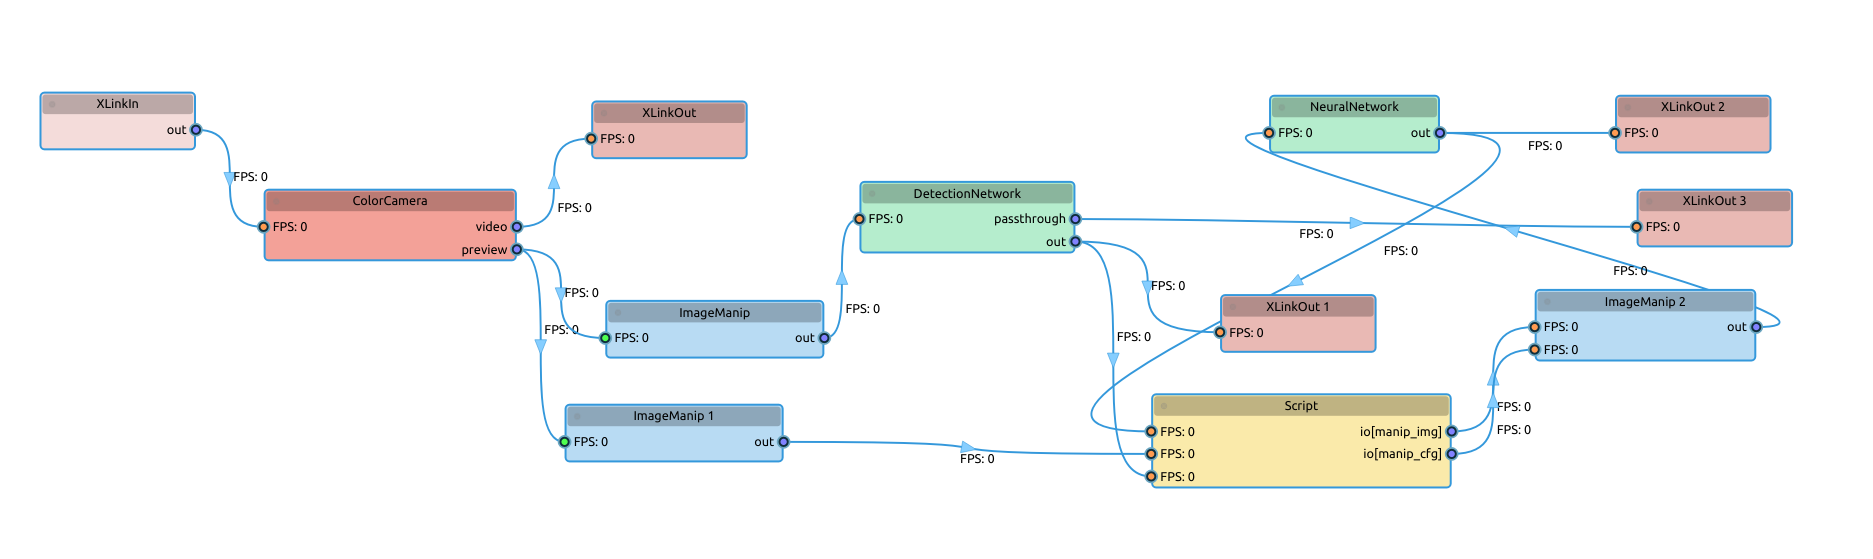 XLinkIn
out
FPS: 0
ColorCamera
FPS: 0
video
preview
FPS: 0
XLinkOut
FPS: 0
FPS: 0
FPS: 0
ImageManip
FPS: 0
out
FPS: 0
ImageManip 1
FPS: 0
out
FPS: 0
DetectionNetwork
FPS: 0
passthrough
out
FPS: 0
FPS: 0
FPS: 0
NeuralNetwork
FPS: 0
out
FPS: 0
XLinkOut 2
FPS: 0
XLinkOut 3
FPS: 0
FPS: 0
FPS: 0
XLinkOut 1
FPS: 0
ImageManip 2
FPS: 0
out
FPS: 0
Script
FPS: 0
io[manip_img]
FPS: 0
io[manip_cfg]
FPS: 0
FPS: 0
FPS: 0